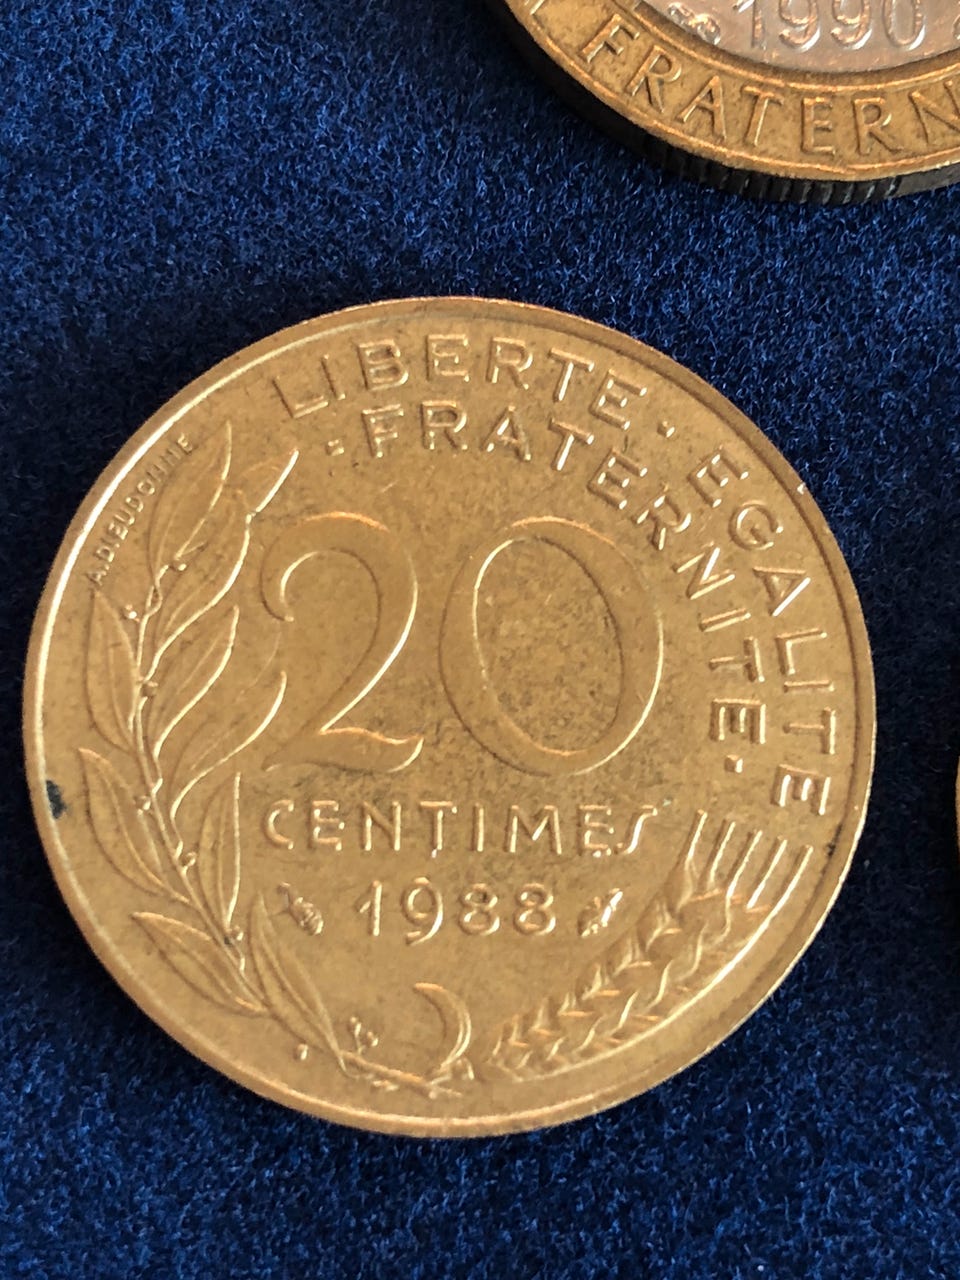 1990
FRATERN
LIBERTE · EGALITE
· FRATERNITE ·
A.DIEUDONNE
20
CENTIMES
1988